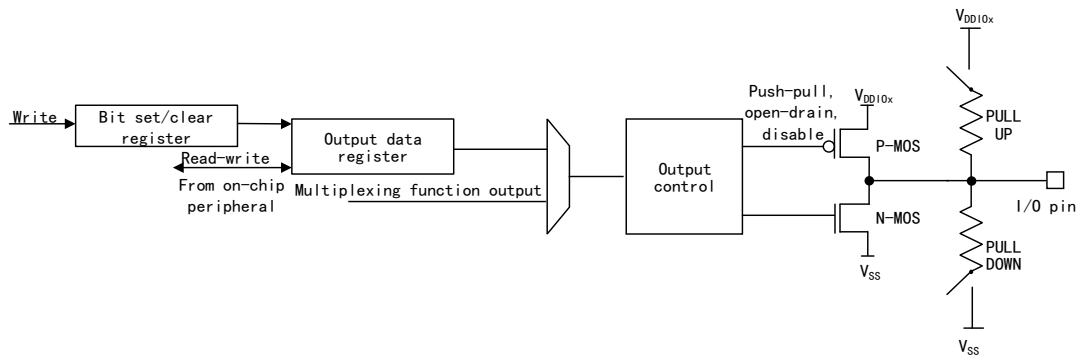 Write
Bit set/clear
register
Read-write
From on-chip
peripheral
Output data
register
Multiplexing function output
Output
control
Push-pull,
open-drain,
disable
VDDIOx
P-MOS
N-MOS
VSS
VDDIOx
PULL
UP
I/O pin
PULL
DOWN
VSS